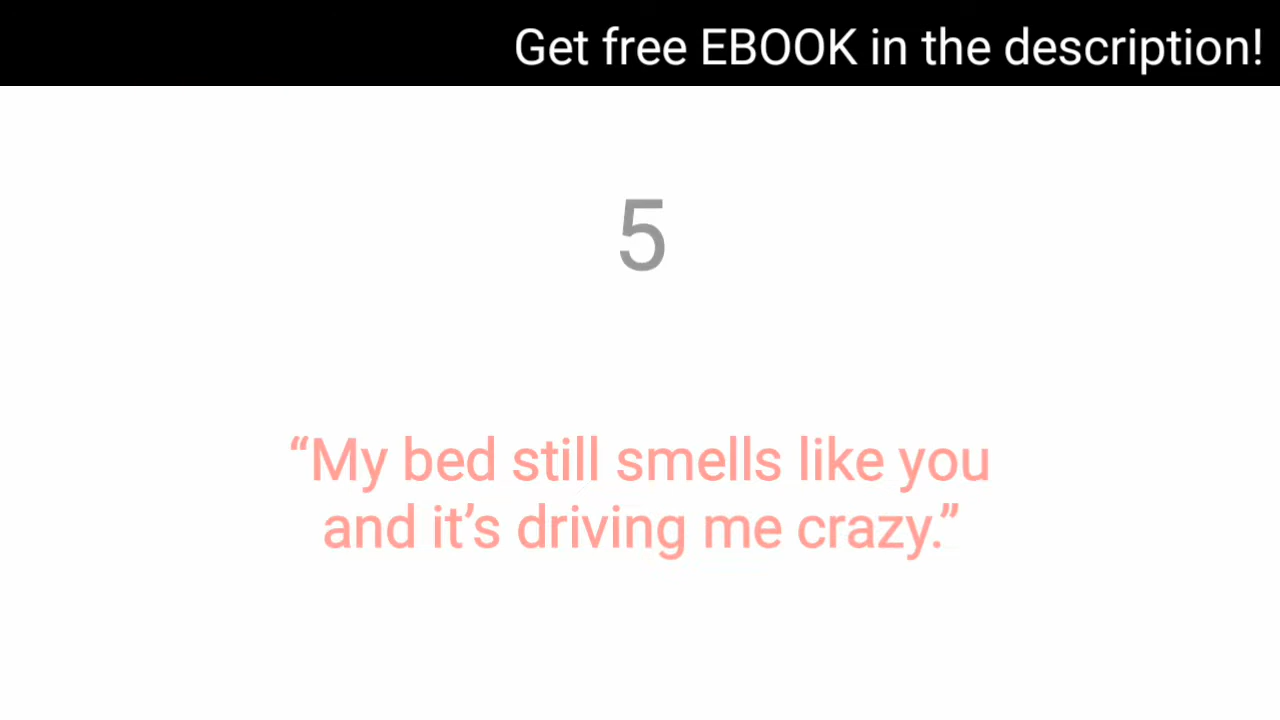 Get free EBOOK in the description!
5
“My bed still smells like you
and it’s driving me crazy.”